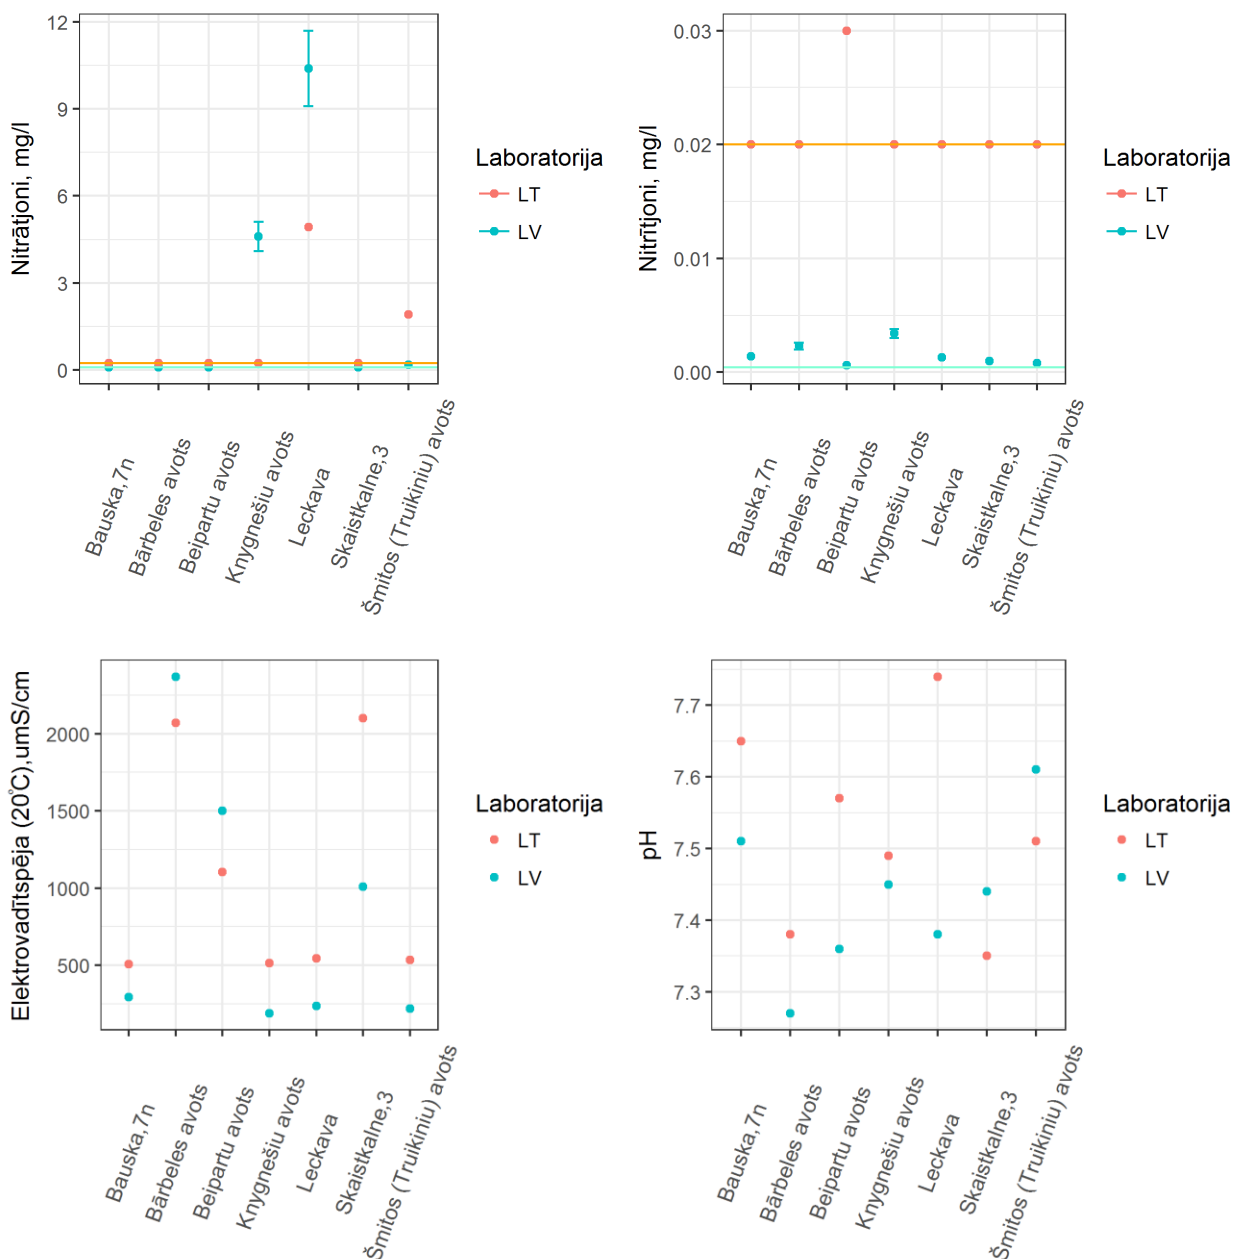 Nitrātjoni, mg/l
12
9
6
3
0
Bauska,7n
Bārbeles avots
Beipartu avots
Knygnešiu avots
Leckava
Skaistkalne,3
Šmitos (Truikiniu) avots
Laboratorija
LT
LV
Nitrītjoni, mg/l
0.03
0.02
0.01
0.00
Bauska,7n
Bārbeles avots
Beipartu avots
Knygnešiu avots
Leckava
Skaistkalne,3
Šmitos (Truikiniu) avots
Laboratorija
LT
LV
Elektrovadītspēja (20°C),umS/cm
2000
1500
1000
500
Bauska,7n
Bārbeles avots
Beipartu avots
Knygnešiu avots
Leckava
Skaistkalne,3
Šmitos (Truikiniu) avots
Laboratorija
LT
LV
pH
7.7
7.6
7.5
7.4
7.3
Bauska,7n
Bārbeles avots
Beipartu avots
Knygnešiu avots
Leckava
Skaistkalne,3
Šmitos (Truikiniu) avots
Laboratorija
LT
LV